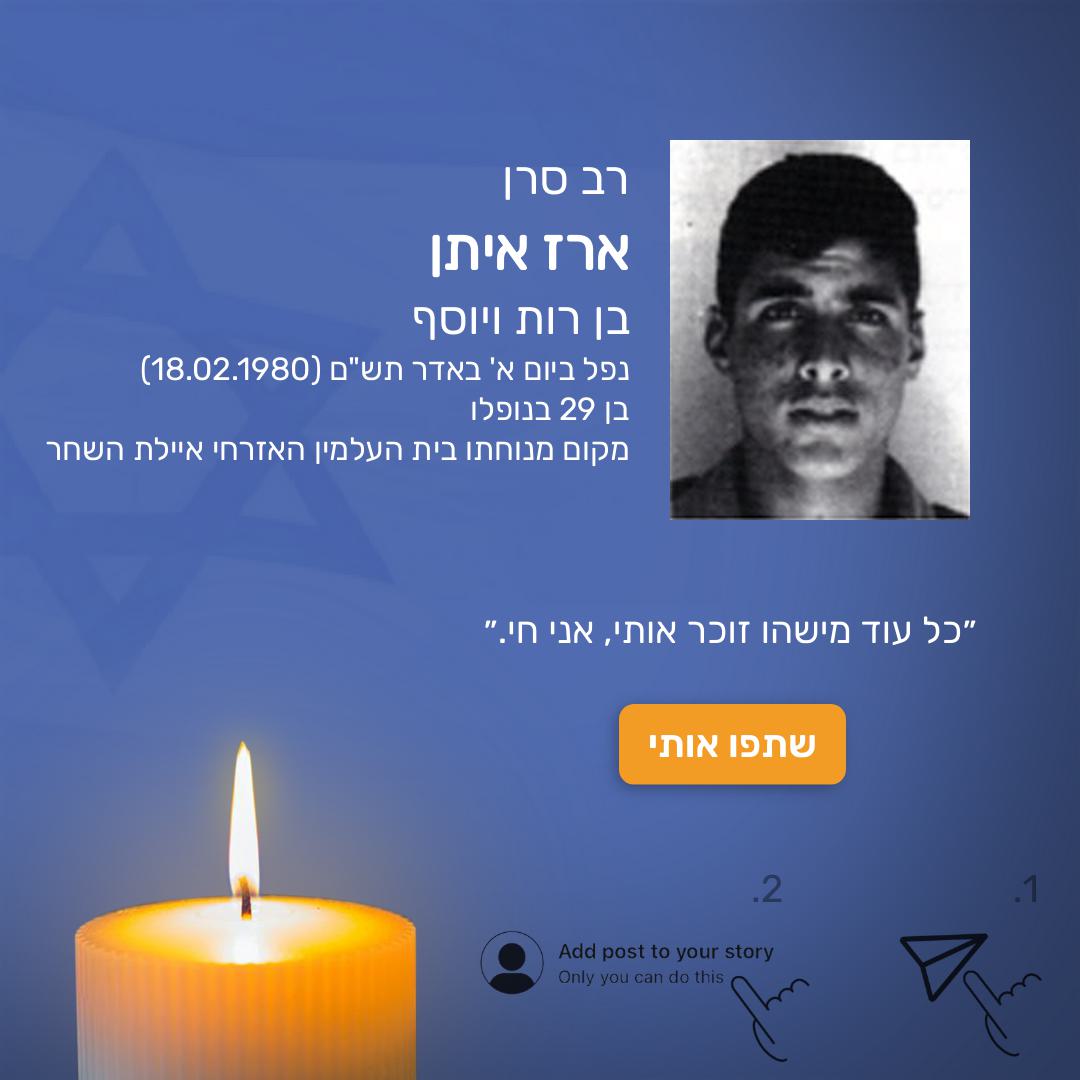 רב סרן
ארז איתן
בן רות ויוסף
נפל ביום א' באדר תש"ם (18.02.1980)
בן 29 בנופלו
מקום מנוחתו בית העלמין האזרחי איילת השחר
״כל עוד מישהו זוכר אותי, אני חי.״
שתפו אותי
1.
2.
Add post to your story
Only you can do this